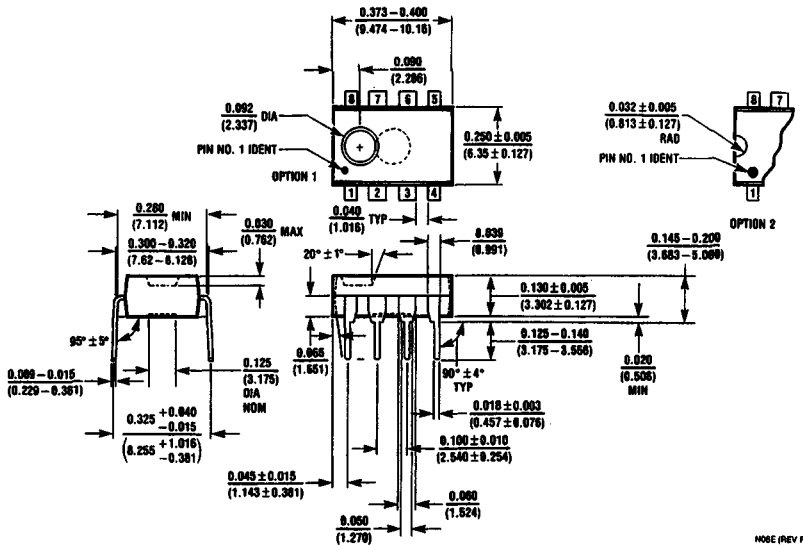 0.373 – 0.400
(9.474 – 10.16)
0.090
(2.286)
8 7 6 5
0.092 DIA
(2.337)
PIN NO. 1 IDENT
OPTION 1
1 2 3 4
0.250 ± 0.005
(6.35 ± 0.127)
8 7
0.032 ± 0.005
(0.813 ± 0.127)
RAD
PIN NO. 1 IDENT
1
OPTION 2
0.280 MIN
(7.112)
0.300 – 0.320
(7.62 – 8.128)
0.030 MAX
(0.762)
0.040 TYP
(1.016)
0.039
(0.991)
20° ± 1°
0.145 – 0.200
(3.683 – 5.080)
0.130 ± 0.005
(3.302 ± 0.127)
0.125 – 0.140
(3.175 – 3.556)
0.020
(0.508)
MIN
95° ± 5°
0.009 – 0.015
(0.229 – 0.381)
0.125
(3.175)
DIA
NOM
0.065
(1.651)
90° ± 4°
TYP
0.018 ± 0.003
(0.457 ± 0.076)
0.325 +0.040 −0.015
(8.255 +1.016 −0.381)
0.100 ± 0.010
(2.540 ± 0.254)
0.045 ± 0.015
(1.143 ± 0.381)
0.060
(1.524)
0.050
(1.270)